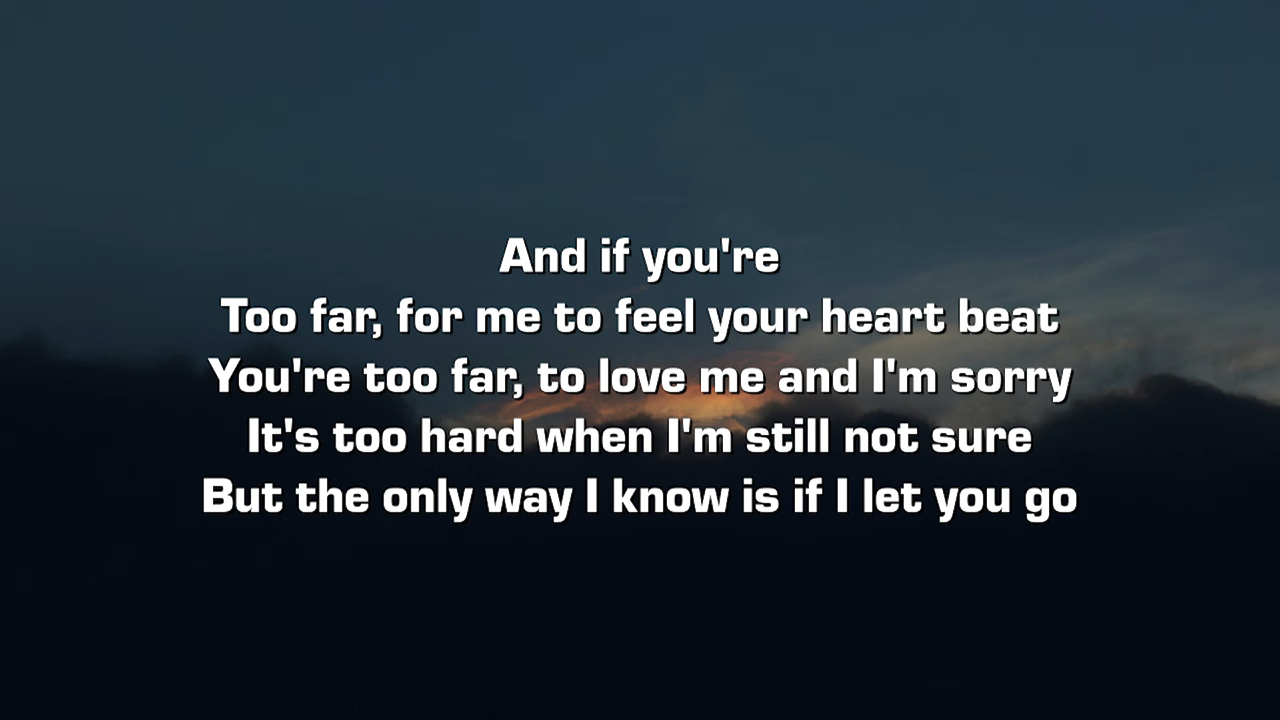 And if you're
Too far, for me to feel your heart beat
You're too far, to love me and I'm sorry
It's too hard when I'm still not sure
But the only way I know is if I let you go